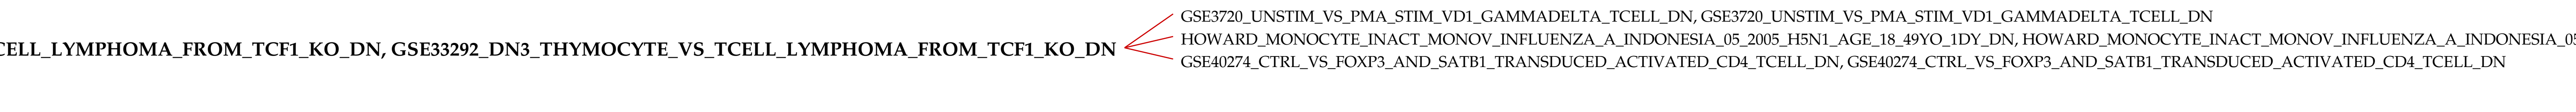 CELL_LYMPHOMA_FROM_TCF1_KO_DN, GSE33292_DN3_THYMOCYTE_VS_TCELL_LYMPHOMA_FROM_TCF1_KO_DN
GSE3720_UNSTIM_VS_PMA_STIM_VD1_GAMMADELTA_TCELL_DN, GSE3720_UNSTIM_VS_PMA_STIM_VD1_GAMMADELTA_TCELL_DN
HOWARD_MONOCYTE_INACT_MONOV_INFLUENZA_A_INDONESIA_05_2005_H5N1_AGE_18_49YO_1DY_DN, HOWARD_MONOCYTE_INACT_MONOV_INFLUENZA_A_INDONESIA_05
GSE40274_CTRL_VS_FOXP3_AND_SATB1_TRANSDUCED_ACTIVATED_CD4_TCELL_DN, GSE40274_CTRL_VS_FOXP3_AND_SATB1_TRANSDUCED_ACTIVATED_CD4_TCELL_DN